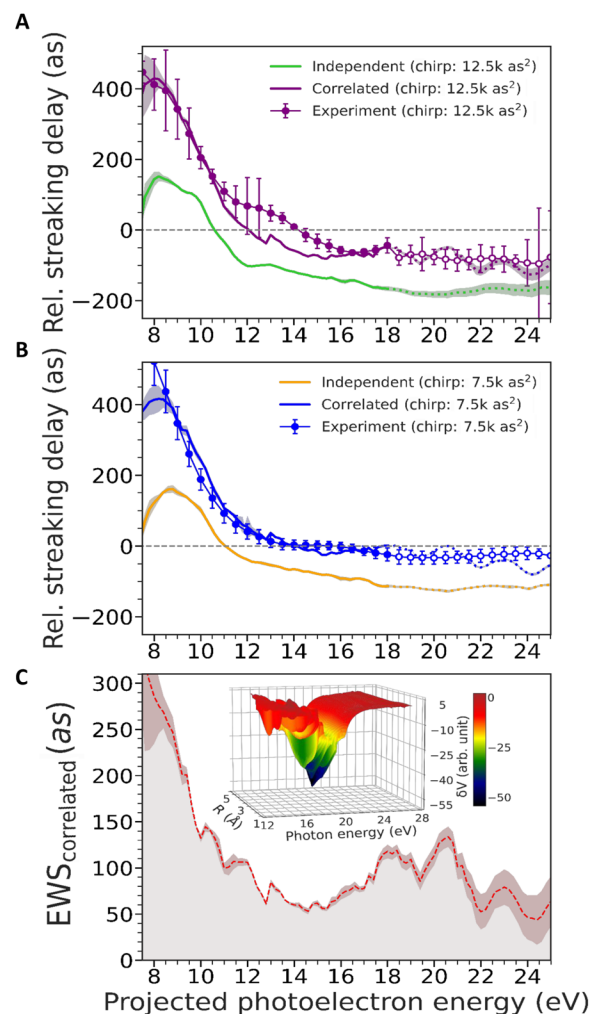 A
Rel. streaking delay (as)
400
200
0
−200
Independent (chirp: 12.5k as²)
Correlated (chirp: 12.5k as²)
Experiment (chirp: 12.5k as²)
8 10 12 14 16 18 20 22 24
B
Rel. streaking delay (as)
400
200
0
−200
Independent (chirp: 7.5k as²)
Correlated (chirp: 7.5k as²)
Experiment (chirp: 7.5k as²)
8 10 12 14 16 18 20 22 24
C
EWS_correlated (as)
300
250
200
150
100
50
0
5
−10
−25
−40
−55
δV (arb. unit)
0
−25
−50
R (Å)
5
3
1
12 16 20 24 28
Photon energy (eV)
8 10 12 14 16 18 20 22 24
Projected photoelectron energy (eV)